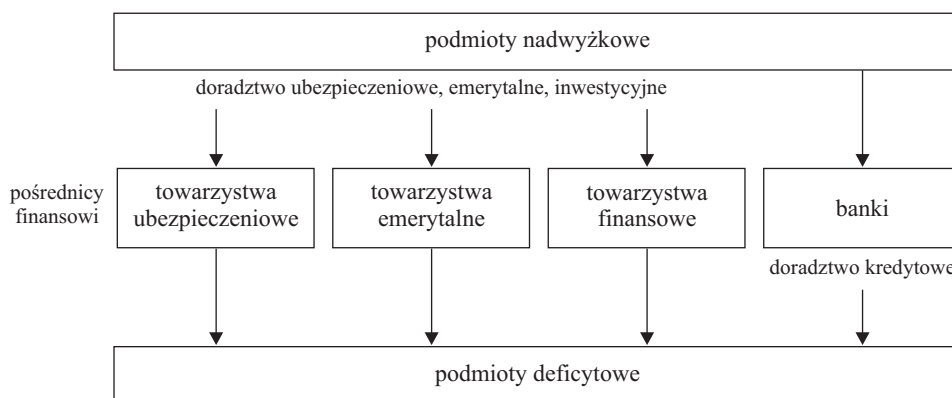 podmioty nadwyżkowe
doradztwo ubezpieczeniowe, emerytalne, inwestycyjne
pośrednicy
finansowi
towarzystwa
ubezpieczeniowe
towarzystwa
emerytalne
towarzystwa
finansowe
banki
doradztwo kredytowe
podmioty deficytowe